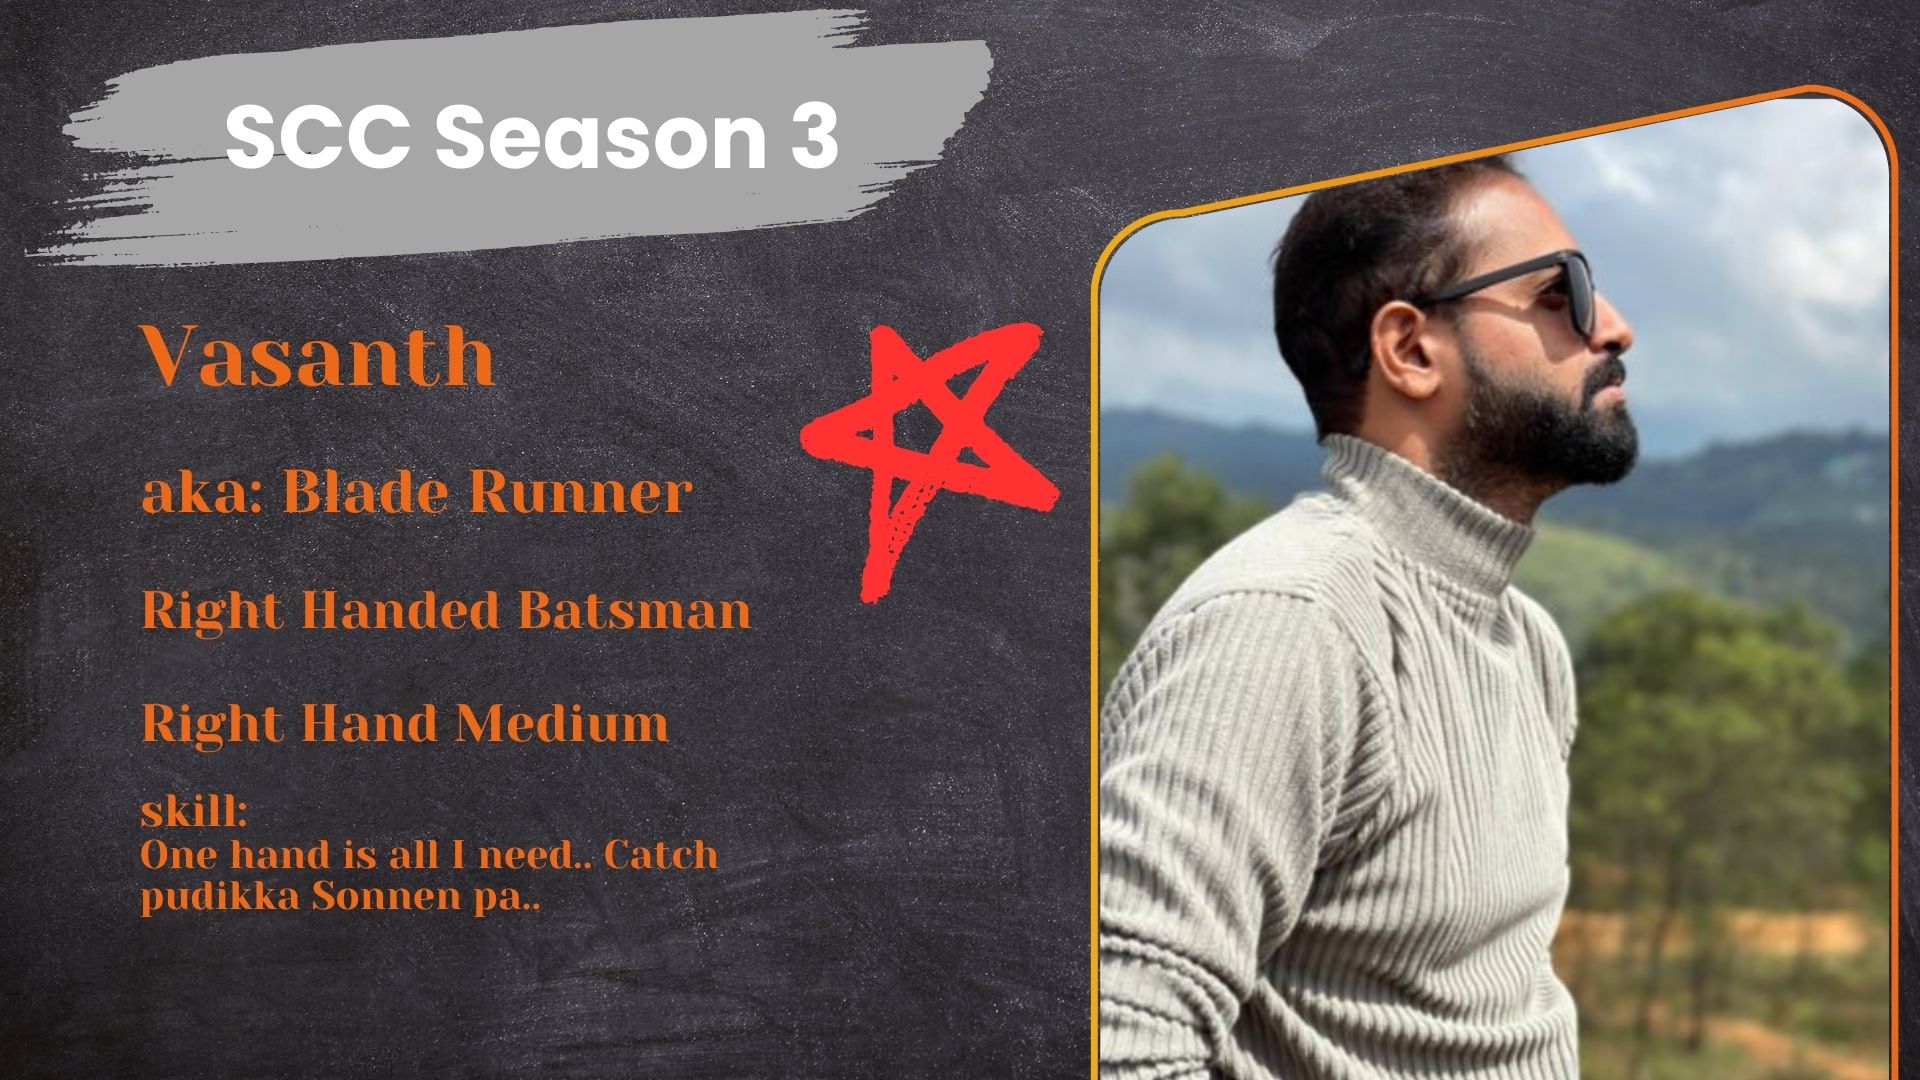 SCC Season 3
Vasanth
aka: Blade Runner
Right Handed Batsman
Right Hand Medium
skill:
One hand is all I need.. Catch
pudikka Sonnen pa..